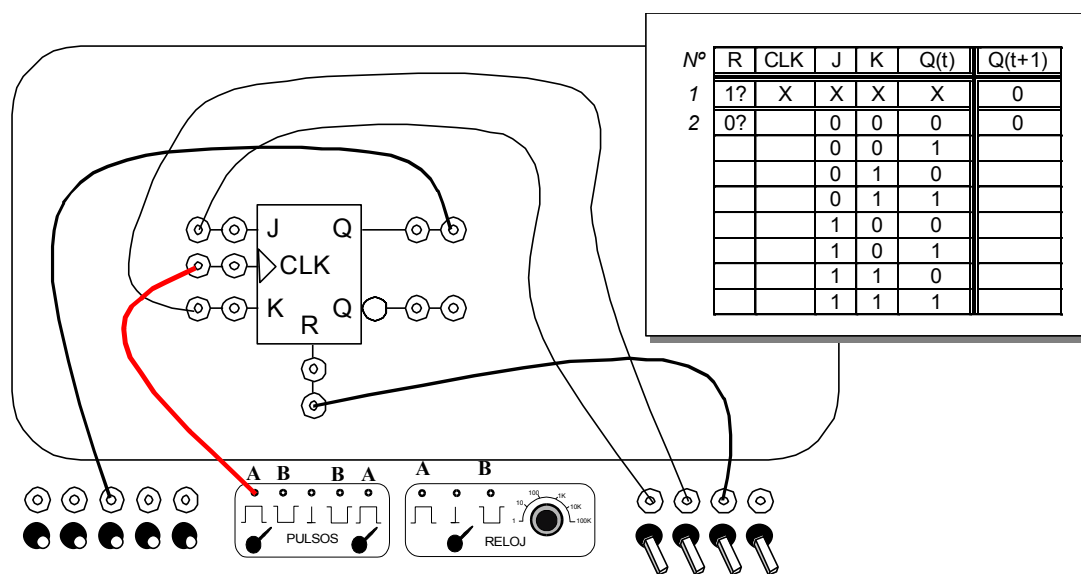 Nº R CLK J K Q(t) Q(t+1)
1 1? X X X X 0
2 0? 0 0 0 0
0 0 1
0 1 0
0 1 1
1 0 0
1 0 1
1 1 0
1 1 1
J Q
CLK
K Q
R
A B B A
A B
PULSOS
1 10 100 1K 10K 100K
RELOJ